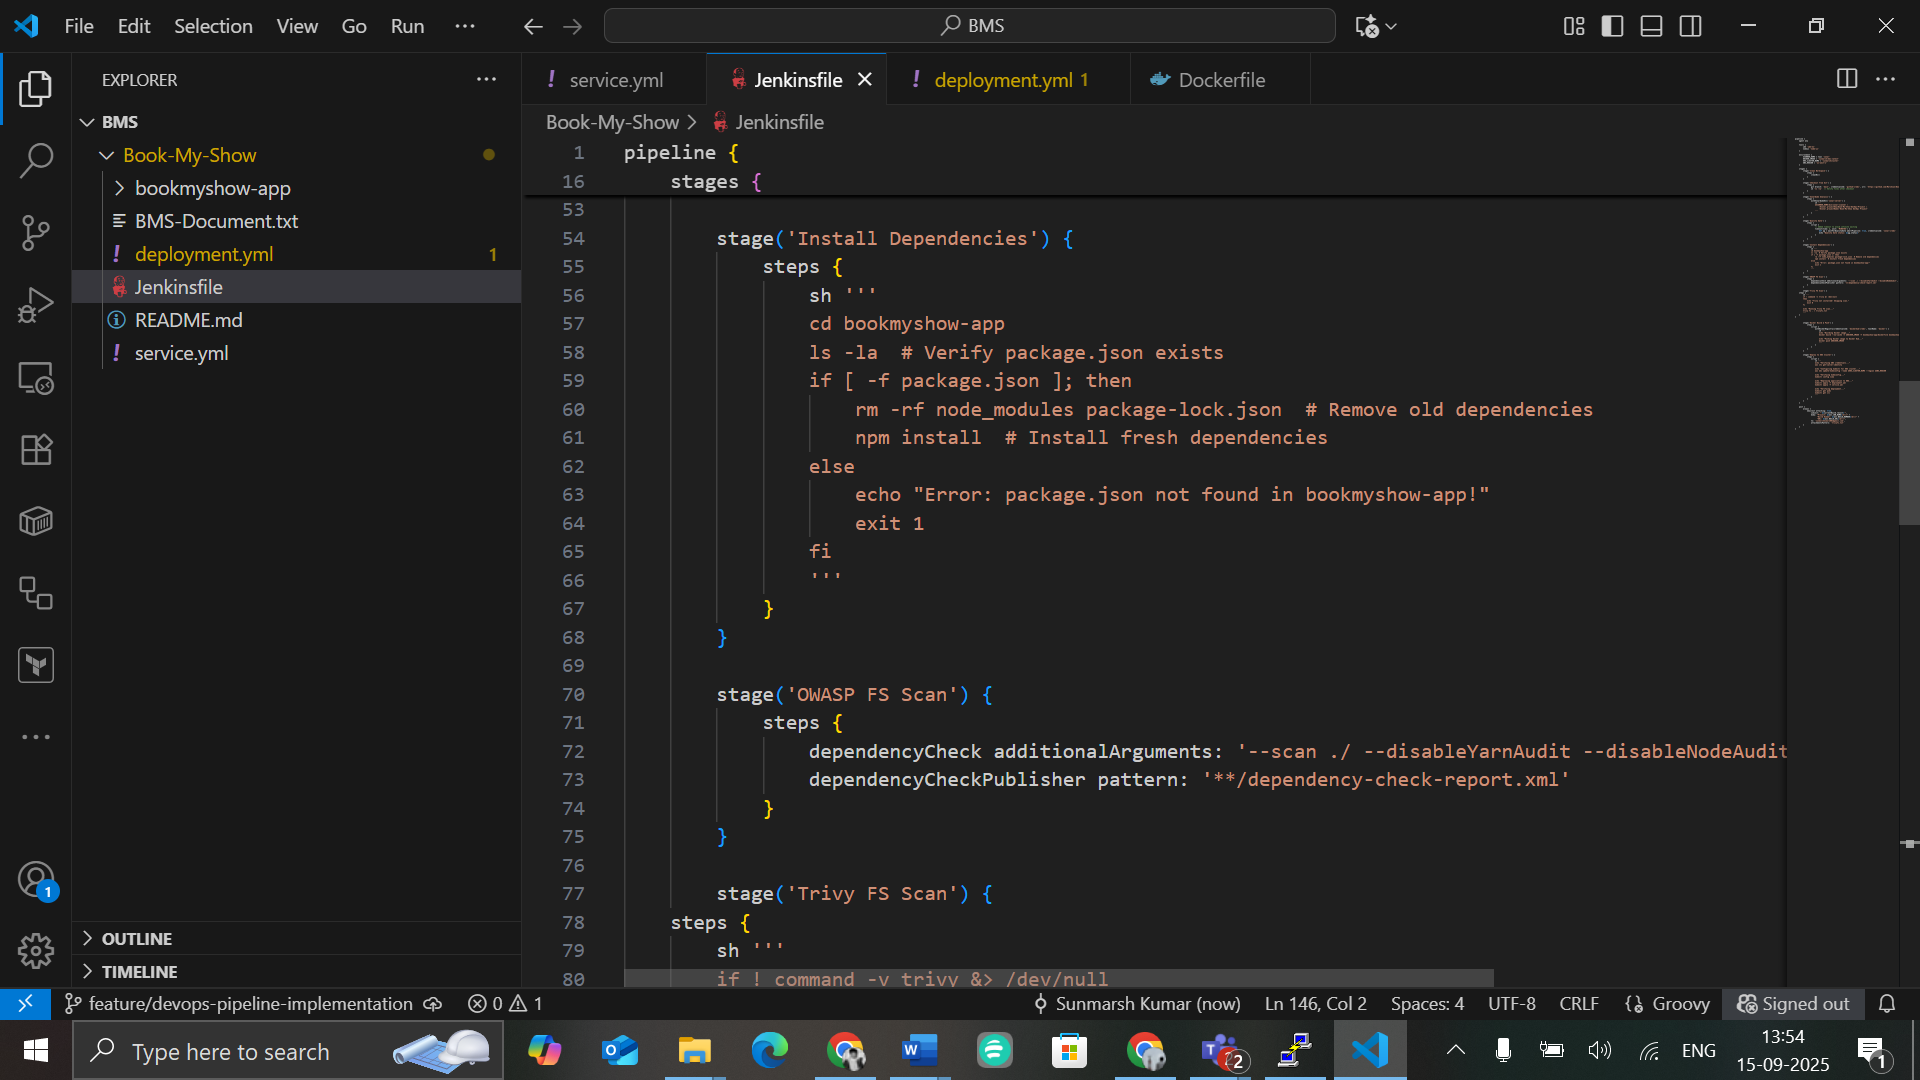 File Edit Selection View Go Run ···
BMS
EXPLORER
service.yml
Jenkinsfile
deployment.yml 1
Dockerfile
Book-My-Show > Jenkinsfile
BMS
Book-My-Show
bookmyshow-app
BMS-Document.txt
deployment.yml 1
Jenkinsfile
README.md
service.yml
OUTLINE
TIMELINE
1
1 pipeline {
16 stages {
53
54 stage('Install Dependencies') {
55 steps {
56 sh '''
57 cd bookmyshow-app
58 ls -la  # Verify package.json exists
59 if [ -f package.json ]; then
60 rm -rf node_modules package-lock.json  # Remove old dependencies
61 npm install  # Install fresh dependencies
62 else
63 echo "Error: package.json not found in bookmyshow-app!"
64 exit 1
65 fi
66 '''
67 }
68 }
69
70 stage('OWASP FS Scan') {
71 steps {
72 dependencyCheck additionalArguments: '--scan ./ --disableYarnAudit --disableNodeAudit
73 dependencyCheckPublisher pattern: '**/dependency-check-report.xml'
74 }
75 }
76
77 stage('Trivy FS Scan') {
78 steps {
79 sh '''
80 if ! command -v trivy &> /dev/null
feature/devops-pipeline-implementation 0 1 Sunmarsh Kumar (now) Ln 146, Col 2 Spaces: 4 UTF-8 CRLF Groovy Signed out
Type here to search
2
ENG
13:54
15-09-2025
1